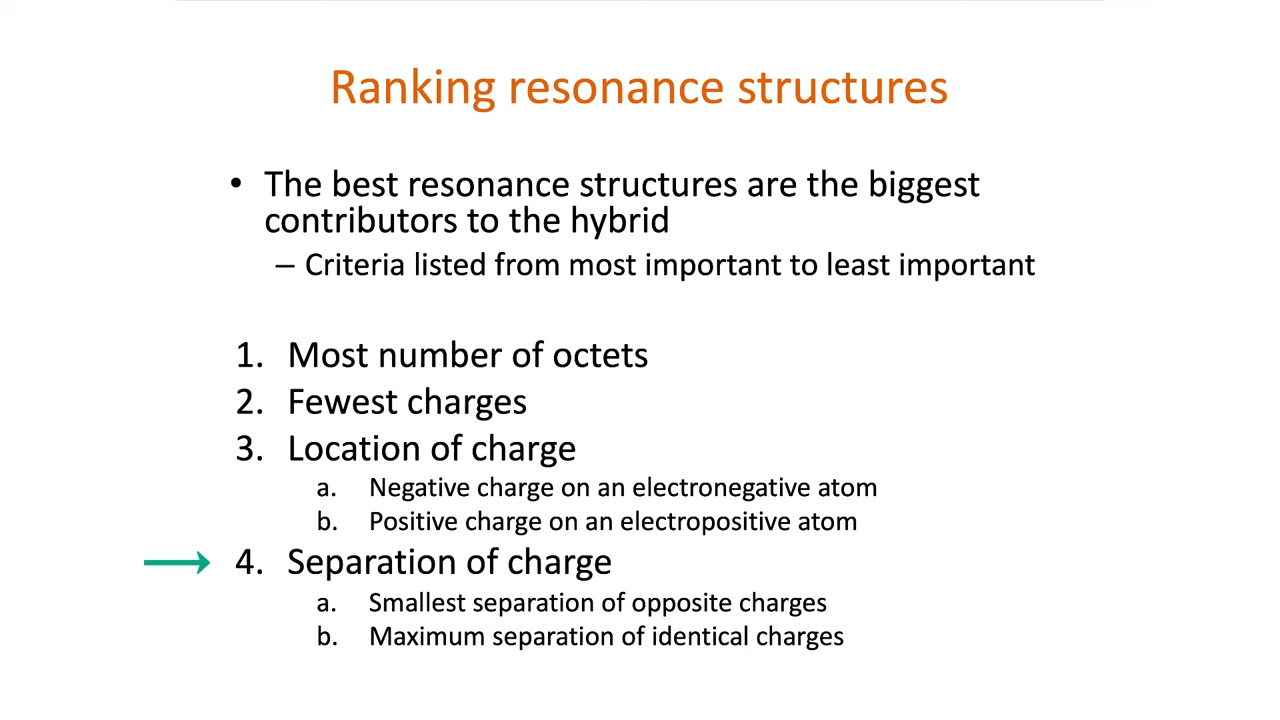 Ranking resonance structures
• The best resonance structures are the biggest
contributors to the hybrid
– Criteria listed from most important to least important
1. Most number of octets
2. Fewest charges
3. Location of charge
a. Negative charge on an electronegative atom
b. Positive charge on an electropositive atom
4. Separation of charge
a. Smallest separation of opposite charges
b. Maximum separation of identical charges